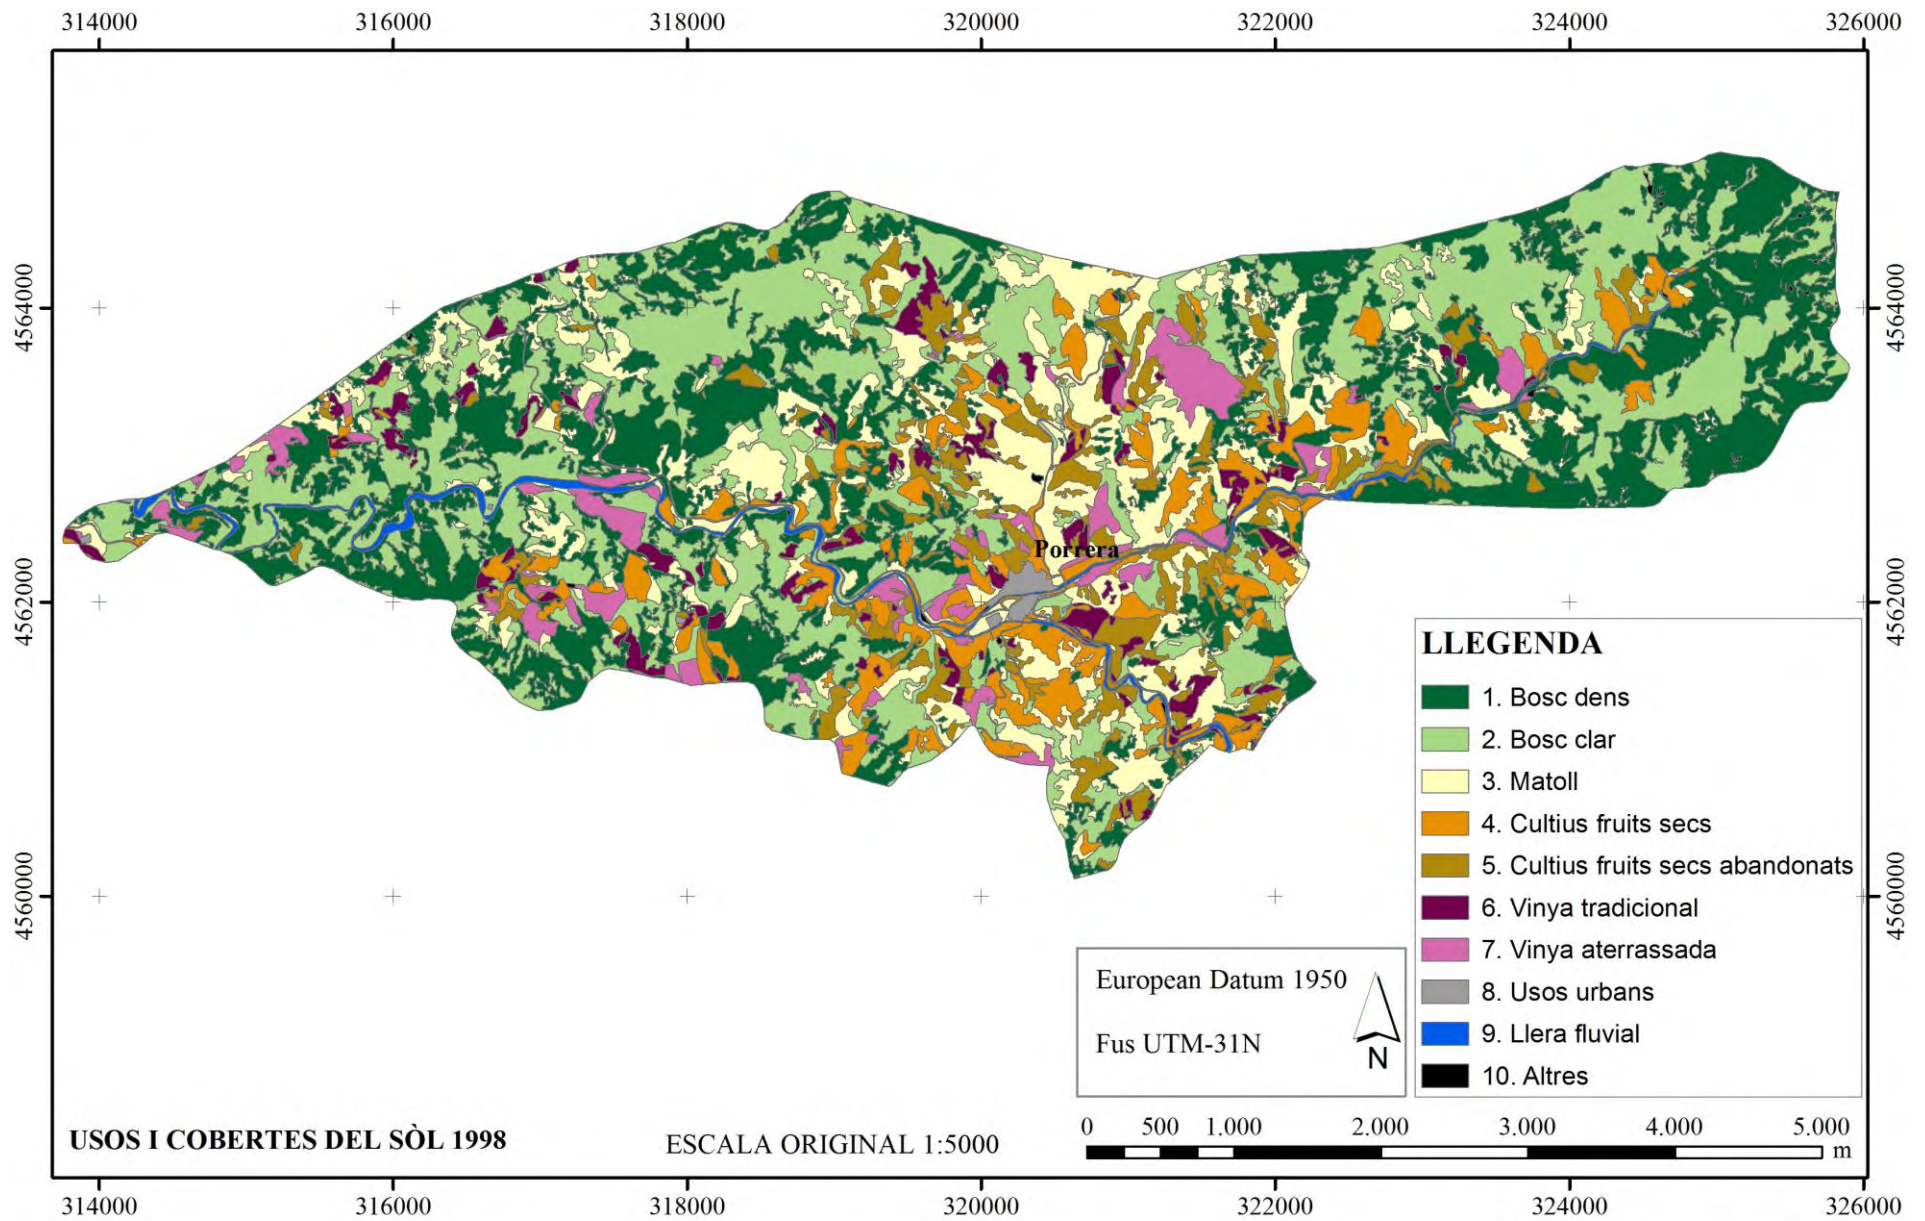 314000 316000 318000 320000 322000 324000 326000
4564000 4564000
Porrera
4562000 4562000
LLEGENDA
1. Bosc dens
2. Bosc clar
3. Matoll
4. Cultius fruits secs
5. Cultius fruits secs abandonats
6. Vinya tradicional
7. Vinya aterrassada
8. Usos urbans
9. Llera fluvial
10. Altres
4560000 4560000
European Datum 1950
Fus UTM-31N
N
USOS I COBERTES DEL SÒL 1998
ESCALA ORIGINAL 1:5000
0 500 1.000 2.000 3.000 4.000 5.000
m
314000 316000 318000 320000 322000 324000 326000